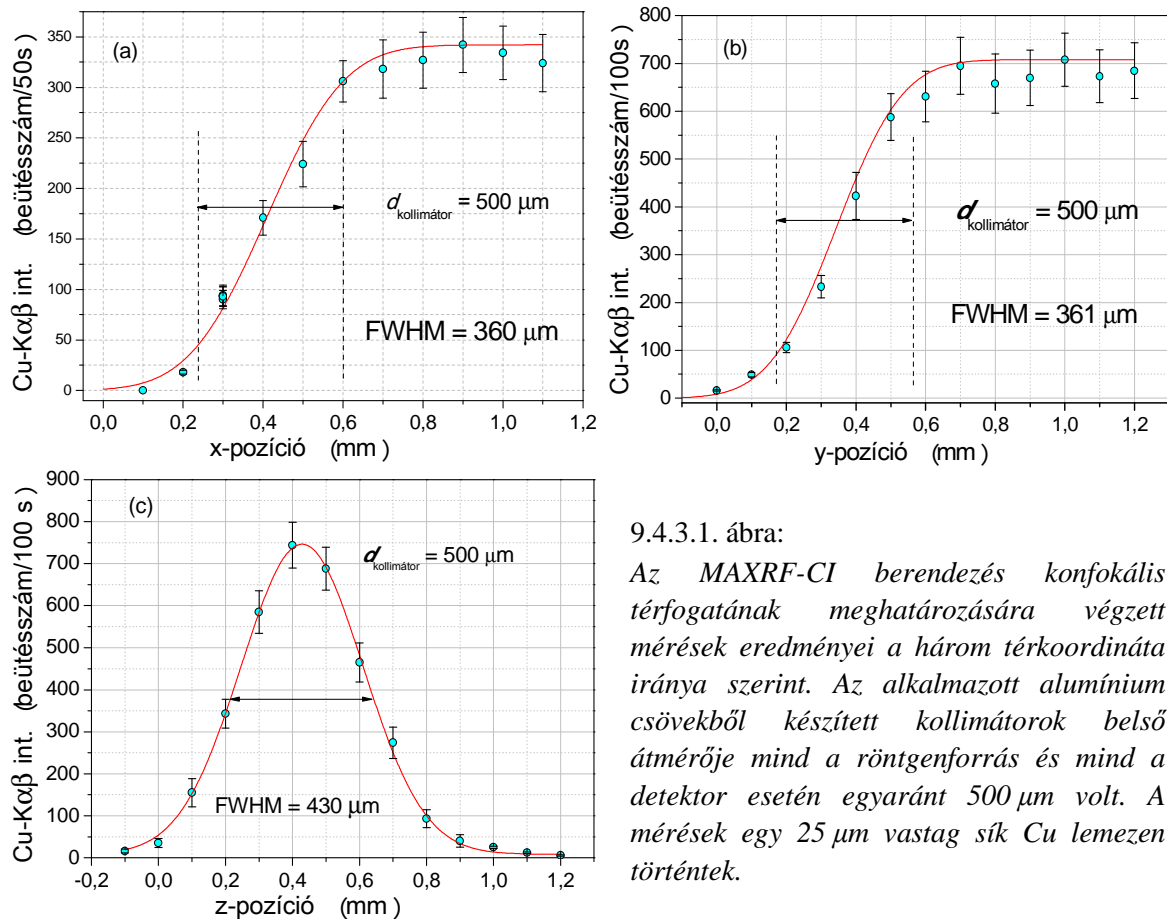 (a)
350
300
250
200
150
100
50
0
Cu-Kαβ int. (beütésszám/50s )
d kollimátor = 500 μm
FWHM = 360 μm
0,0 0,2 0,4 0,6 0,8 1,0 1,2
x-pozíció (mm )
(b)
800
700
600
500
400
300
200
100
0
Cu-Kαβ int. (beütésszám/100s )
d kollimátor = 500 μm
FWHM = 361 μm
0,0 0,2 0,4 0,6 0,8 1,0 1,2
y-pozíció (mm )
(c)
900
800
700
600
500
400
300
200
100
0
Cu-Kαβ int. (beütésszám/100 s )
d kollimátor = 500 μm
FWHM = 430 μm
-0,2 0,0 0,2 0,4 0,6 0,8 1,0 1,2
z-pozíció (mm )
9.4.3.1. ábra:
Az MAXRF-CI berendezés konfokális
térfogatának meghatározására végzett
mérések eredményei a három térkoordináta
iránya szerint. Az alkalmazott alumínium
csövekből készített kollimátorok belső
átmérője mind a röntgenforrás és mind a
detektor esetén egyaránt 500 μm volt. A
mérések egy 25 μm vastag sík Cu lemezen
történtek.